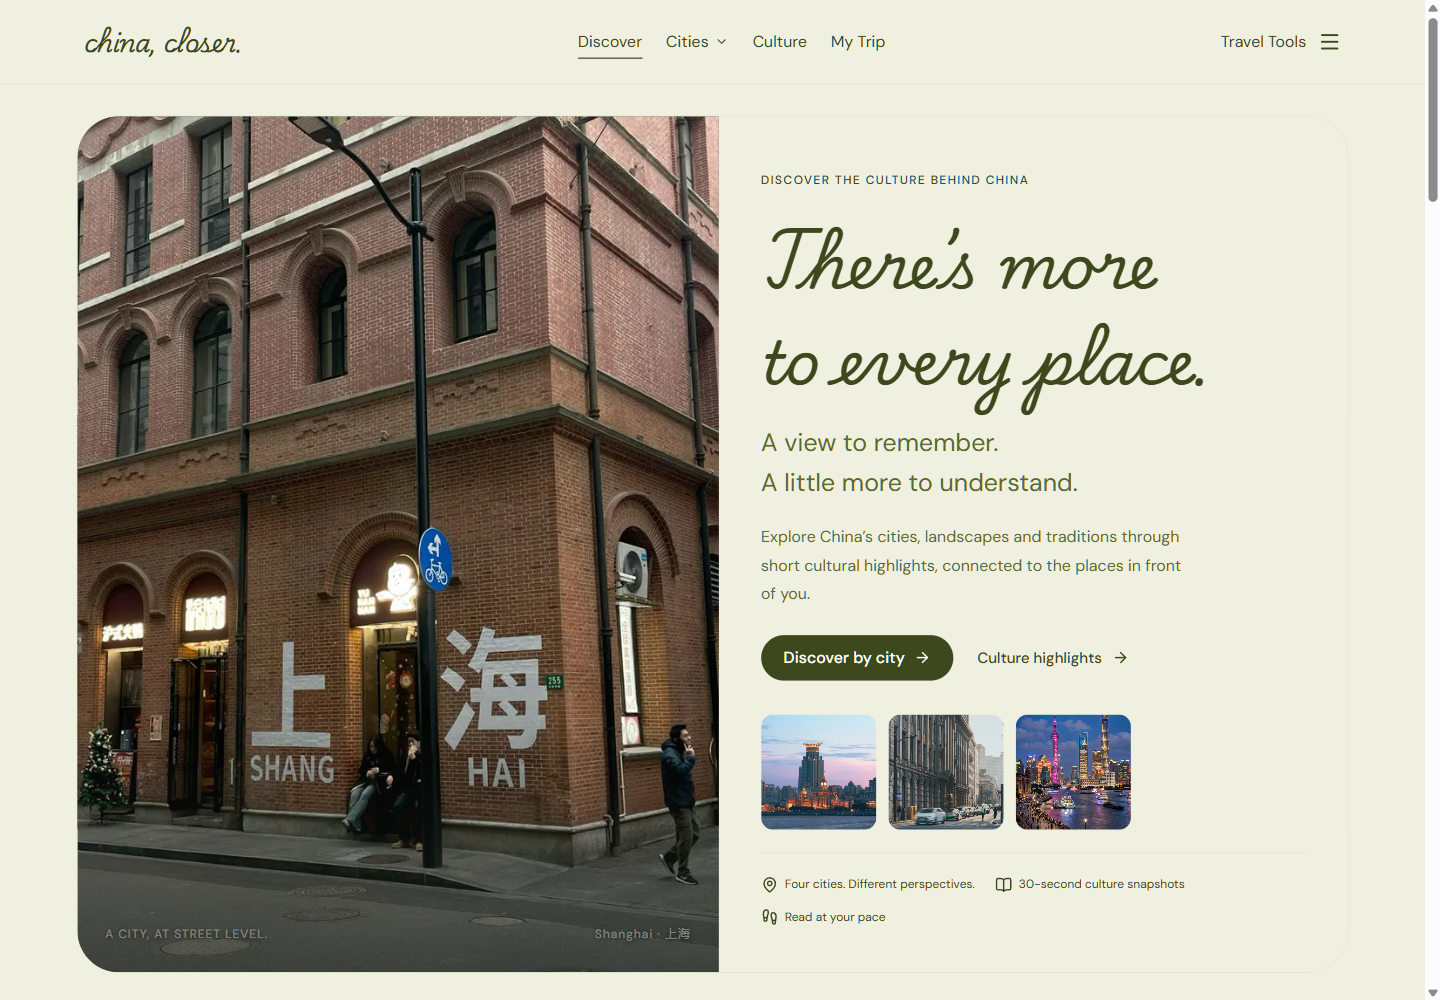 china, closer.
Discover
Cities
Culture
My Trip
Travel Tools
DISCOVER THE CULTURE BEHIND CHINA
There’s more
to every place.
A view to remember.
A little more to understand.
Explore China’s cities, landscapes and traditions through
short cultural highlights, connected to the places in front
of you.
Discover by city
Culture highlights
Four cities. Different perspectives.
30-second culture snapshots
Read at your pace
上
海
SHANG
HAI
255
A CITY, AT STREET LEVEL.
Shanghai · 上海